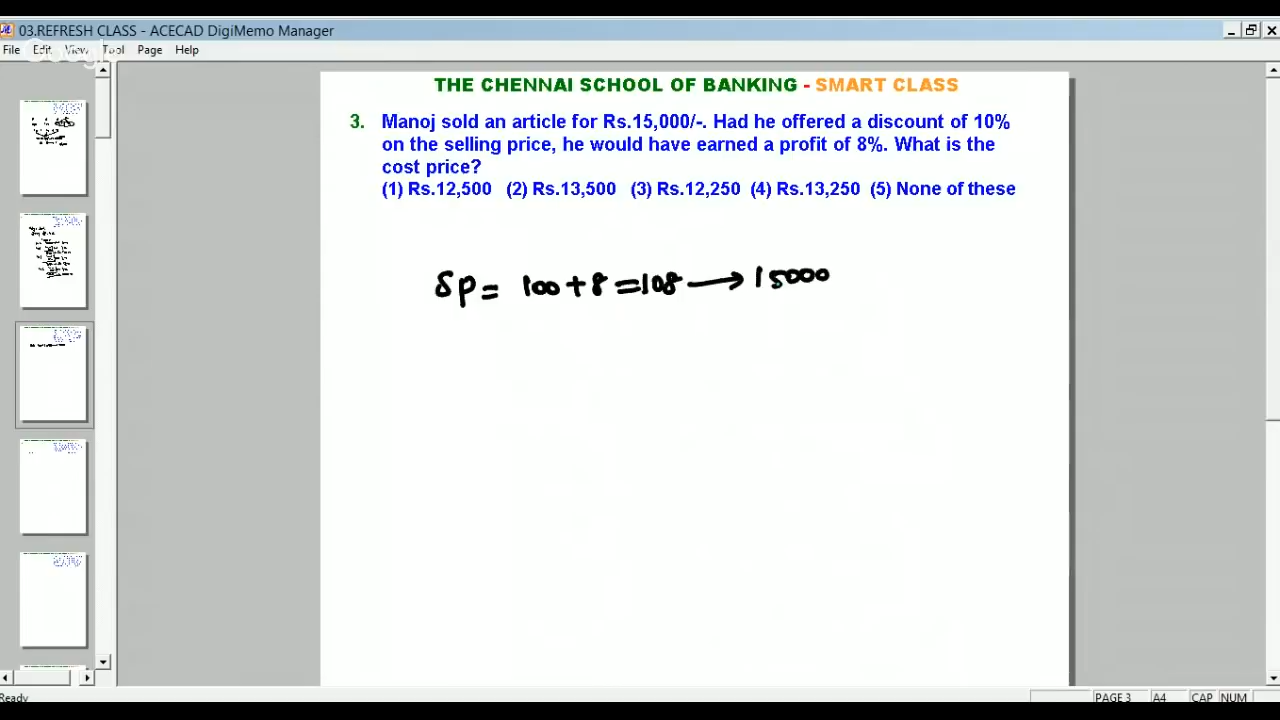 03.REFRESH CLASS - ACECAD DigiMemo Manager
File Edit View Tool Page Help
Google
THE CHENNAI SCHOOL OF BANKING - SMART CLASS
3. Manoj sold an article for Rs.15,000/-. Had he offered a discount of 10%
on the selling price, he would have earned a profit of 8%. What is the
cost price?
(1) Rs.12,500 (2) Rs.13,500 (3) Rs.12,250 (4) Rs.13,250 (5) None of these
SP = 100 + 8 = 108 → 15000
Ready PAGE 3 A4 CAP NUM